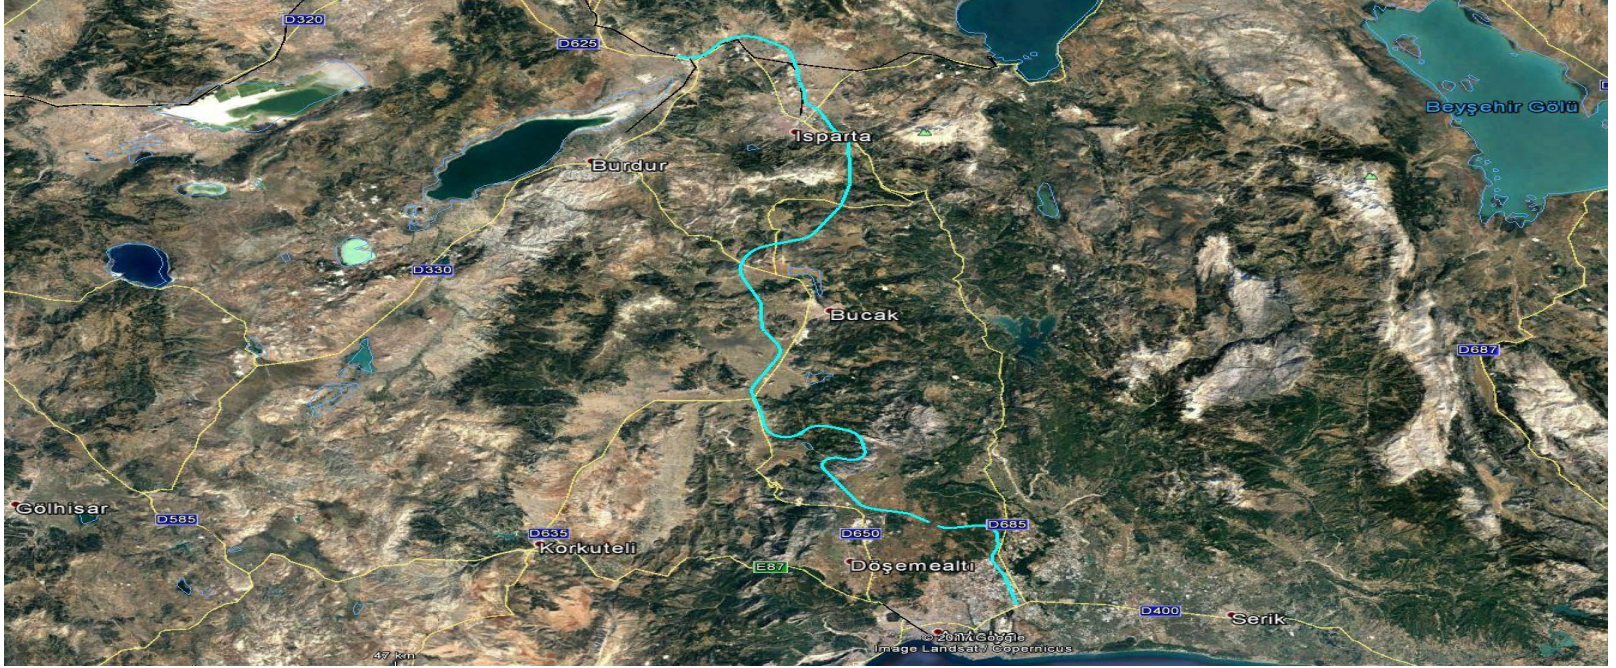 D320
D625
Beyşehir Gölü
Isparta
Burdur
D330
Bucak
D687
Gölhisar
D585
D635
Korkuteli
D650
D685
E87
Döşemealtı
D400
Serik
Google
Image Landsat / Copernicus
47 km